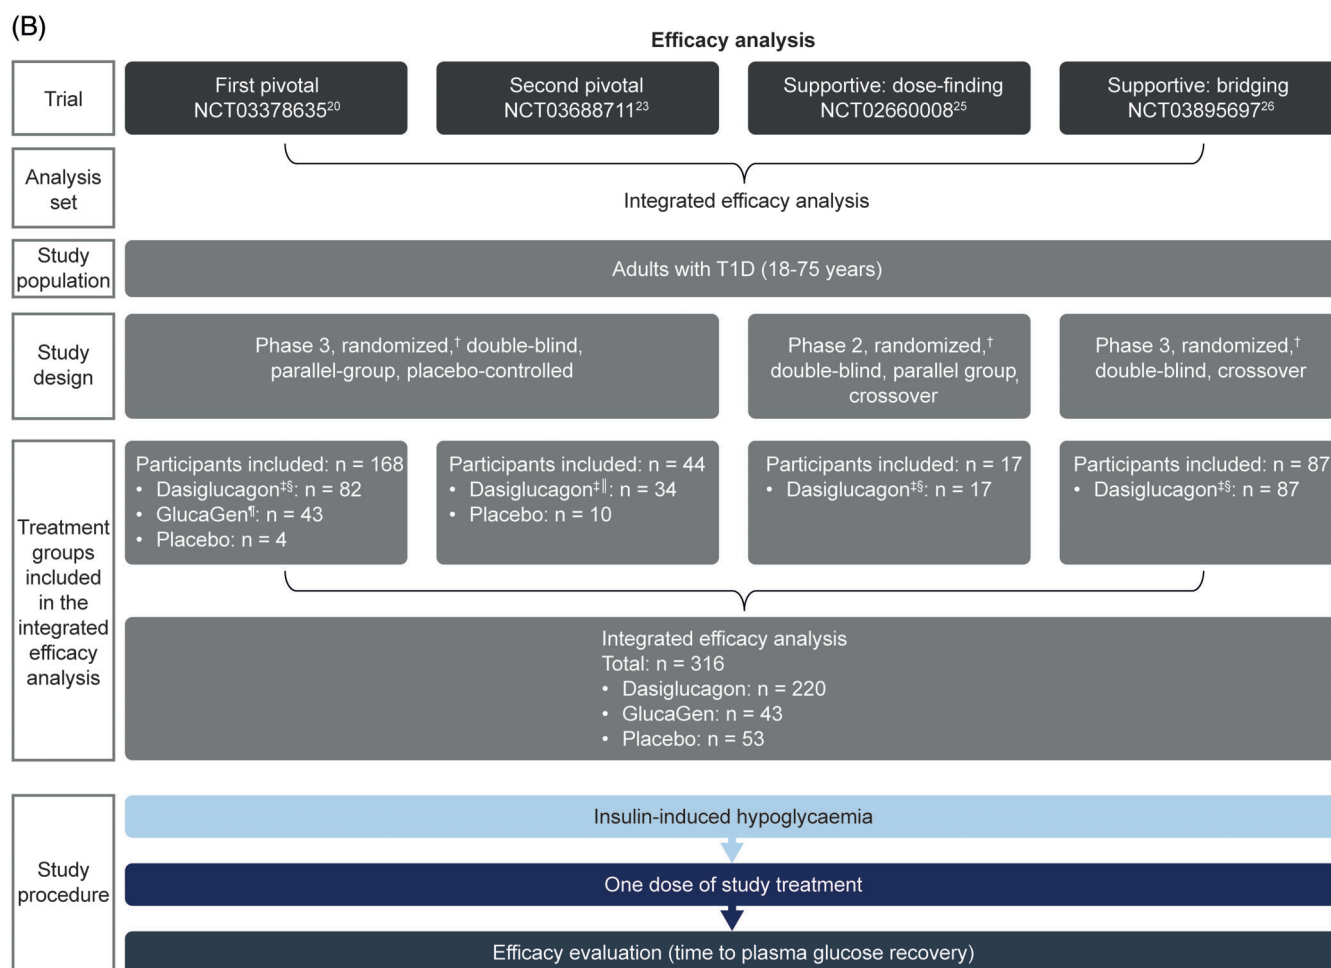 (B)
Efficacy analysis
Trial
First pivotal
NCT03378635²⁰
Second pivotal
NCT03688711²³
Supportive: dose-finding
NCT02660008²⁵
Supportive: bridging
NCT03895697²⁶
Analysis
set
Integrated efficacy analysis
Study
population
Adults with T1D (18-75 years)
Study
design
Phase 3, randomized,† double-blind,
parallel-group, placebo-controlled
Phase 2, randomized,†
double-blind, parallel group,
crossover
Phase 3, randomized,†
double-blind, crossover
Treatment
groups
included
in the
integrated
efficacy
analysis
Participants included: n = 168
• Dasiglucagon‡§: n = 82
• GlucaGen¶: n = 43
• Placebo: n = 4
Participants included: n = 44
• Dasiglucagon‡‖: n = 34
• Placebo: n = 10
Participants included: n = 17
• Dasiglucagon‡§: n = 17
Participants included: n = 87
• Dasiglucagon‡§: n = 87
Integrated efficacy analysis
Total: n = 316
• Dasiglucagon: n = 220
• GlucaGen: n = 43
• Placebo: n = 53
Study
procedure
Insulin-induced hypoglycaemia
One dose of study treatment
Efficacy evaluation (time to plasma glucose recovery)